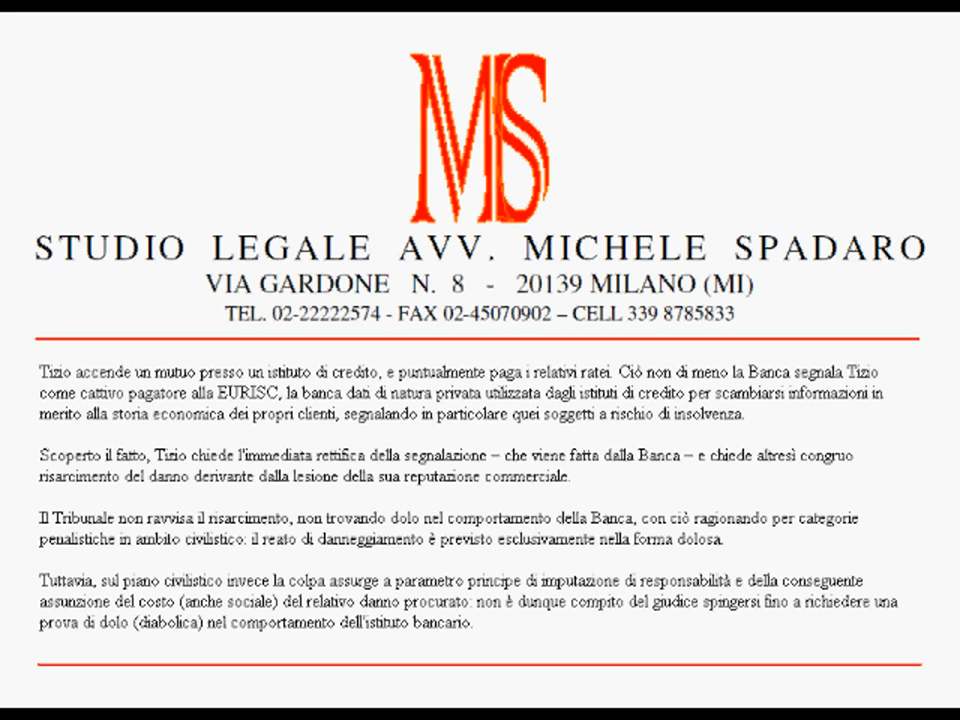 MS
STUDIO LEGALE AVV. MICHELE SPADARO
VIA GARDONE N. 8 - 20139 MILANO (MI)
TEL. 02-22222574 - FAX 02-45070902 – CELL 339 8785833
Tizio accende un mutuo presso un istituto di credito, e puntualmente paga i relativi ratei. Ciò non di meno la Banca segnala Tizio
come cattivo pagatore alla EURISC, la banca dati di natura privata utilizzata dagli istituti di credito per scambiarsi informazioni in
merito alla storia economica dei propri clienti, segnalando in particolare quei soggetti a rischio di insolvenza.
Scoperto il fatto, Tizio chiede l'immediata rettifica della segnalazione – che viene fatta dalla Banca – e chiede altresì congruo
risarcimento del danno derivante dalla lesione della sua reputazione commerciale.
Il Tribunale non ravvisa il risarcimento, non trovando dolo nel comportamento della Banca, con ciò ragionando per categorie
penalistiche in ambito civilistico: il reato di danneggiamento è previsto esclusivamente nella forma dolosa.
Tuttavia, sul piano civilistico invece la colpa assurge a parametro principe di imputazione di responsabilità e della conseguente
assunzione del costo (anche sociale) del relativo danno procurato: non è dunque compito del giudice spingersi fino a richiedere una
prova di dolo (diabolica) nel comportamento dell'istituto bancario.